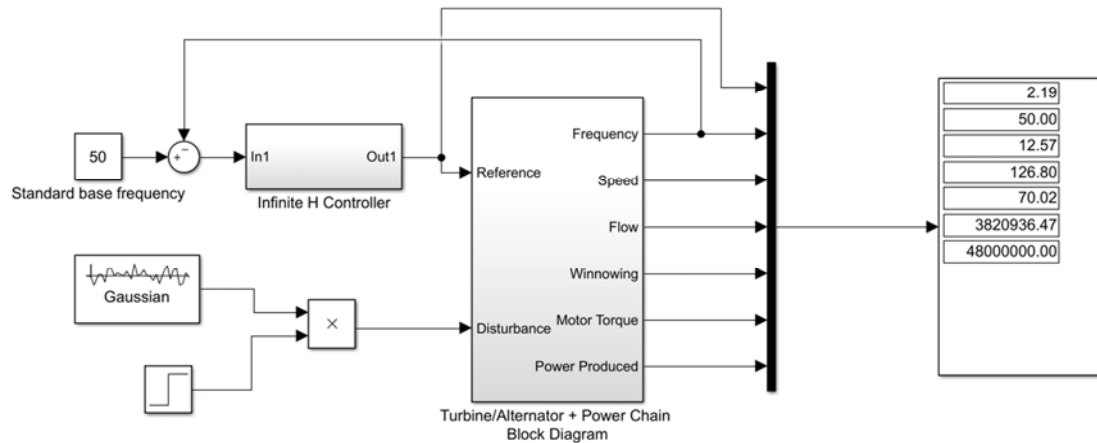 50
Standard base frequency
+
−
In1
Out1
Infinite H Controller
Gaussian
×
Reference
Disturbance
Frequency
Speed
Flow
Winnowing
Motor Torque
Power Produced
Turbine/Alternator + Power Chain
Block Diagram
2.19
50.00
12.57
126.80
70.02
3820936.47
48000000.00